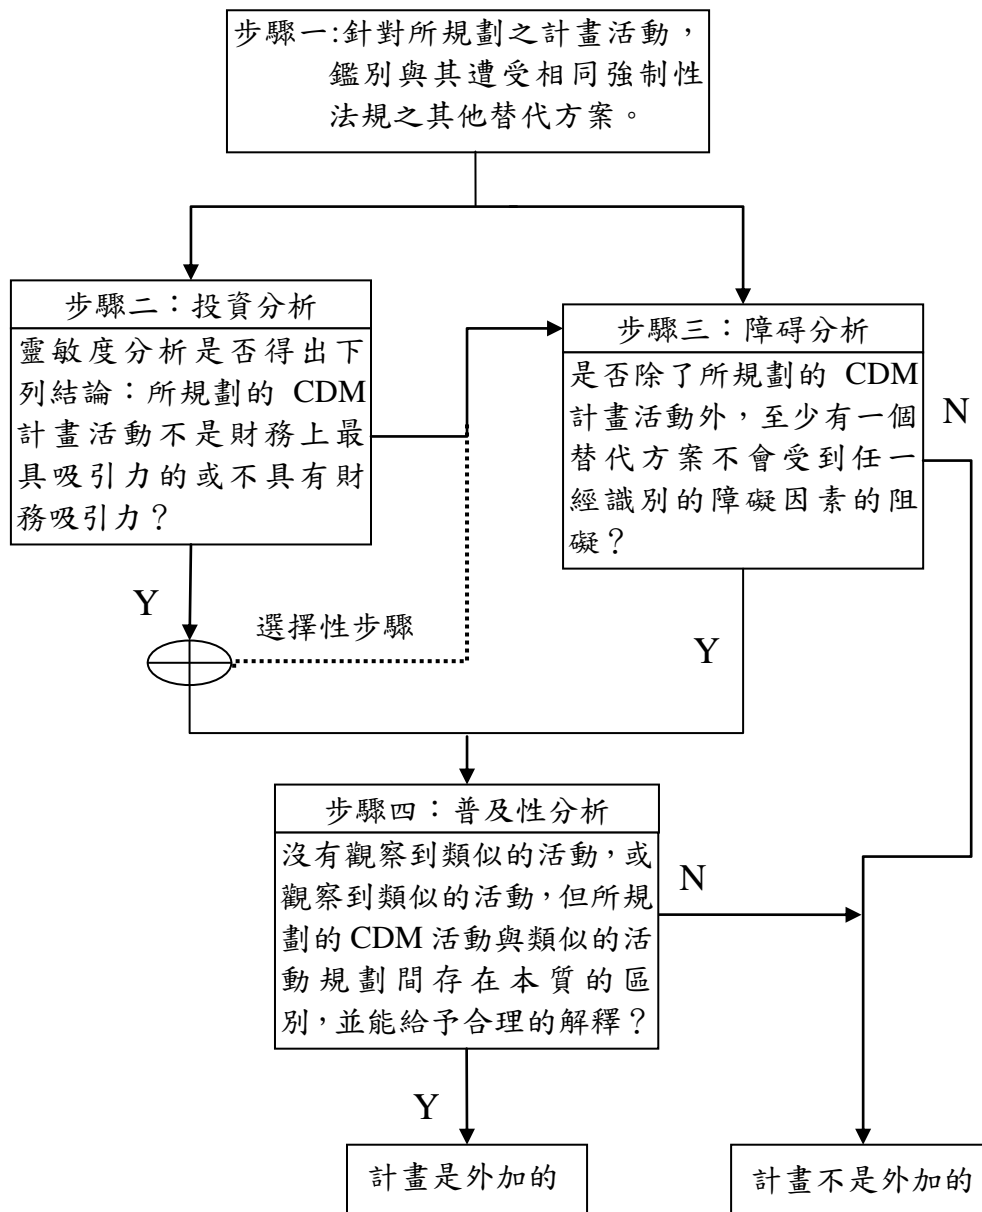 步驟一:針對所規劃之計畫活動，
鑑別與其遭受相同強制性
法規之其他替代方案。
步驟二：投資分析
靈敏度分析是否得出下
列結論：所規劃的 CDM
計畫活動不是財務上最
具吸引力的或不具有財
務吸引力？
步驟三：障碍分析
是否除了所規劃的 CDM
計畫活動外，至少有一個
替代方案不會受到任一
經識別的障礙因素的阻
礙？
N
Y
選擇性步驟
Y
步驟四：普及性分析
沒有觀察到類似的活動，或
觀察到類似的活動，但所規
劃的 CDM 活動與類似的活
動規劃間存在本質的區
別，並能給予合理的解釋？
N
Y
計畫是外加的
計畫不是外加的